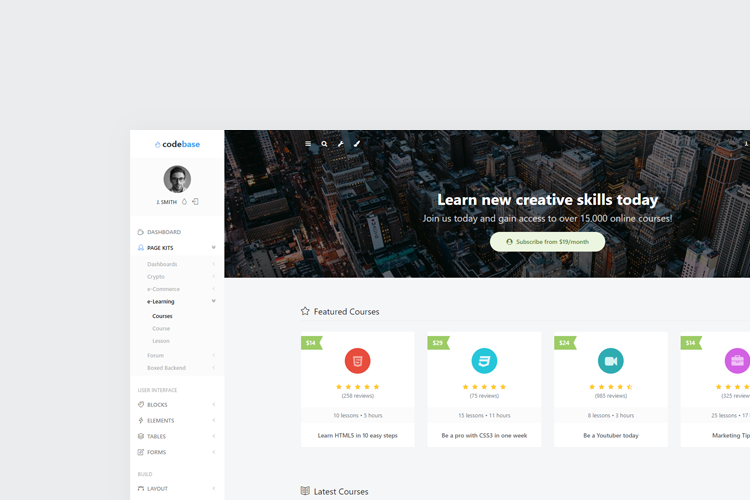 codebase
J. SMITH
DASHBOARD
PAGE KITS
Dashboards
Crypto
e-Commerce
e-Learning
Courses
Course
Lesson
Forum
Boxed Backend
USER INTERFACE
BLOCKS
ELEMENTS
TABLES
FORMS
BUILD
LAYOUT
J.
Learn new creative skills today
Join us today and gain access to over 15.000 online courses!
Subscribe from $19/month
Featured Courses
$14
(258 reviews)
10 lessons • 5 hours
Learn HTML5 in 10 easy steps
$29
(75 reviews)
15 lessons • 11 hours
Be a pro with CSS3 in one week
$24
(985 reviews)
8 lessons • 3 hours
Be a Youtuber today
$14
(325 review
25 lessons • 17
Marketing Tip
Latest Courses